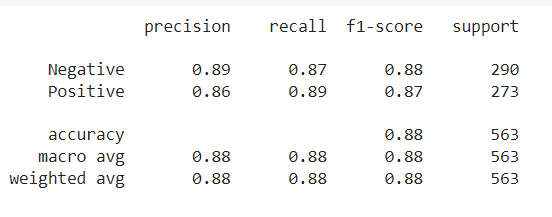 precision recall f1-score support
Negative 0.89 0.87 0.88 290
Positive 0.86 0.89 0.87 273
accuracy 0.88 563
macro avg 0.88 0.88 0.88 563
weighted avg 0.88 0.88 0.88 563